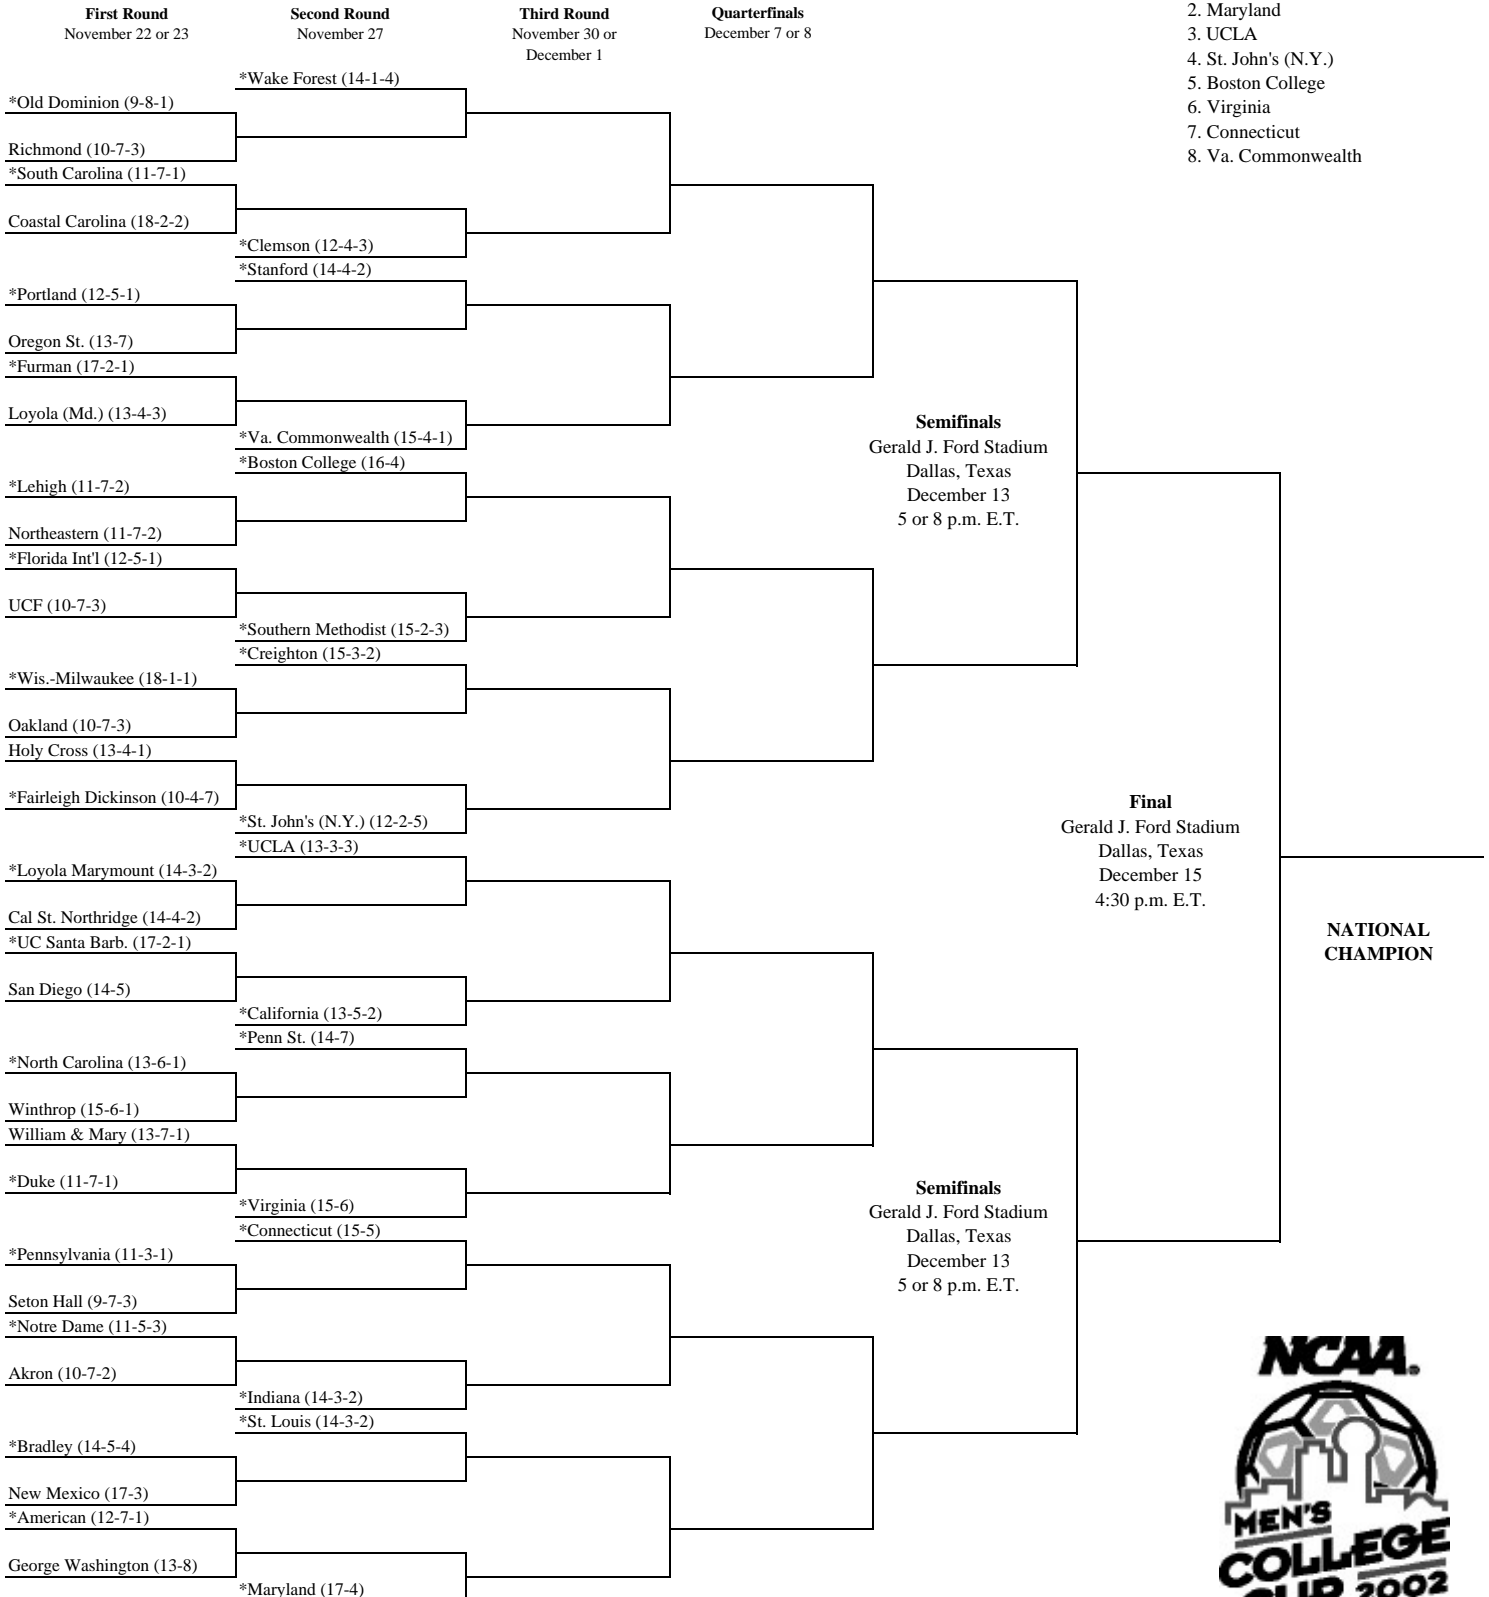 First Round
November 22 or 23
Second Round
November 27
Third Round
November 30 or
December 1
Quarterfinals
December 7 or 8
2. Maryland
3. UCLA
4. St. John's (N.Y.)
5. Boston College
6. Virginia
7. Connecticut
8. Va. Commonwealth
*Wake Forest (14-1-4)
*Old Dominion (9-8-1)
Richmond (10-7-3)
*South Carolina (11-7-1)
Coastal Carolina (18-2-2)
*Clemson (12-4-3)
*Stanford (14-4-2)
*Portland (12-5-1)
Oregon St. (13-7)
*Furman (17-2-1)
Loyola (Md.) (13-4-3)
*Va. Commonwealth (15-4-1)
*Boston College (16-4)
*Lehigh (11-7-2)
Northeastern (11-7-2)
*Florida Int'l (12-5-1)
UCF (10-7-3)
*Southern Methodist (15-2-3)
*Creighton (15-3-2)
*Wis.-Milwaukee (18-1-1)
Oakland (10-7-3)
Holy Cross (13-4-1)
*Fairleigh Dickinson (10-4-7)
*St. John's (N.Y.) (12-2-5)
*UCLA (13-3-3)
*Loyola Marymount (14-3-2)
Cal St. Northridge (14-4-2)
*UC Santa Barb. (17-2-1)
San Diego (14-5)
*California (13-5-2)
*Penn St. (14-7)
*North Carolina (13-6-1)
Winthrop (15-6-1)
William & Mary (13-7-1)
*Duke (11-7-1)
*Virginia (15-6)
*Connecticut (15-5)
*Pennsylvania (11-3-1)
Seton Hall (9-7-3)
*Notre Dame (11-5-3)
Akron (10-7-2)
*Indiana (14-3-2)
*St. Louis (14-3-2)
*Bradley (14-5-4)
New Mexico (17-3)
*American (12-7-1)
George Washington (13-8)
*Maryland (17-4)
Semifinals
Gerald J. Ford Stadium
Dallas, Texas
December 13
5 or 8 p.m. E.T.
Semifinals
Gerald J. Ford Stadium
Dallas, Texas
December 13
5 or 8 p.m. E.T.
Final
Gerald J. Ford Stadium
Dallas, Texas
December 15
4:30 p.m. E.T.
NATIONAL
CHAMPION
NCAA®
MEN'S
COLLEGE
CUP 2002